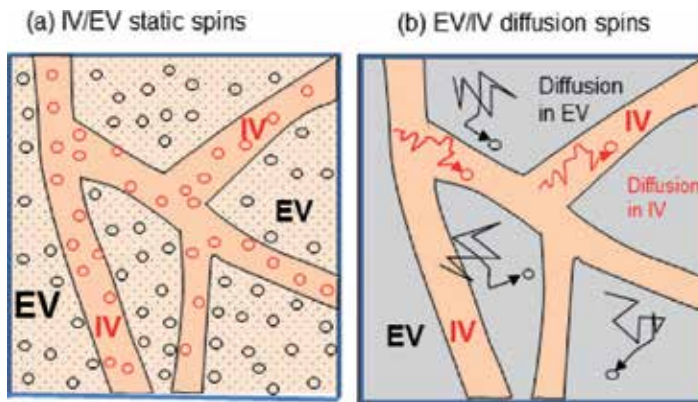 (a) IV/EV static spins
(b) EV/IV diffusion spins
IV
EV
EV
IV
Diffusion
in EV
IV
Diffusion
in IV
EV
IV